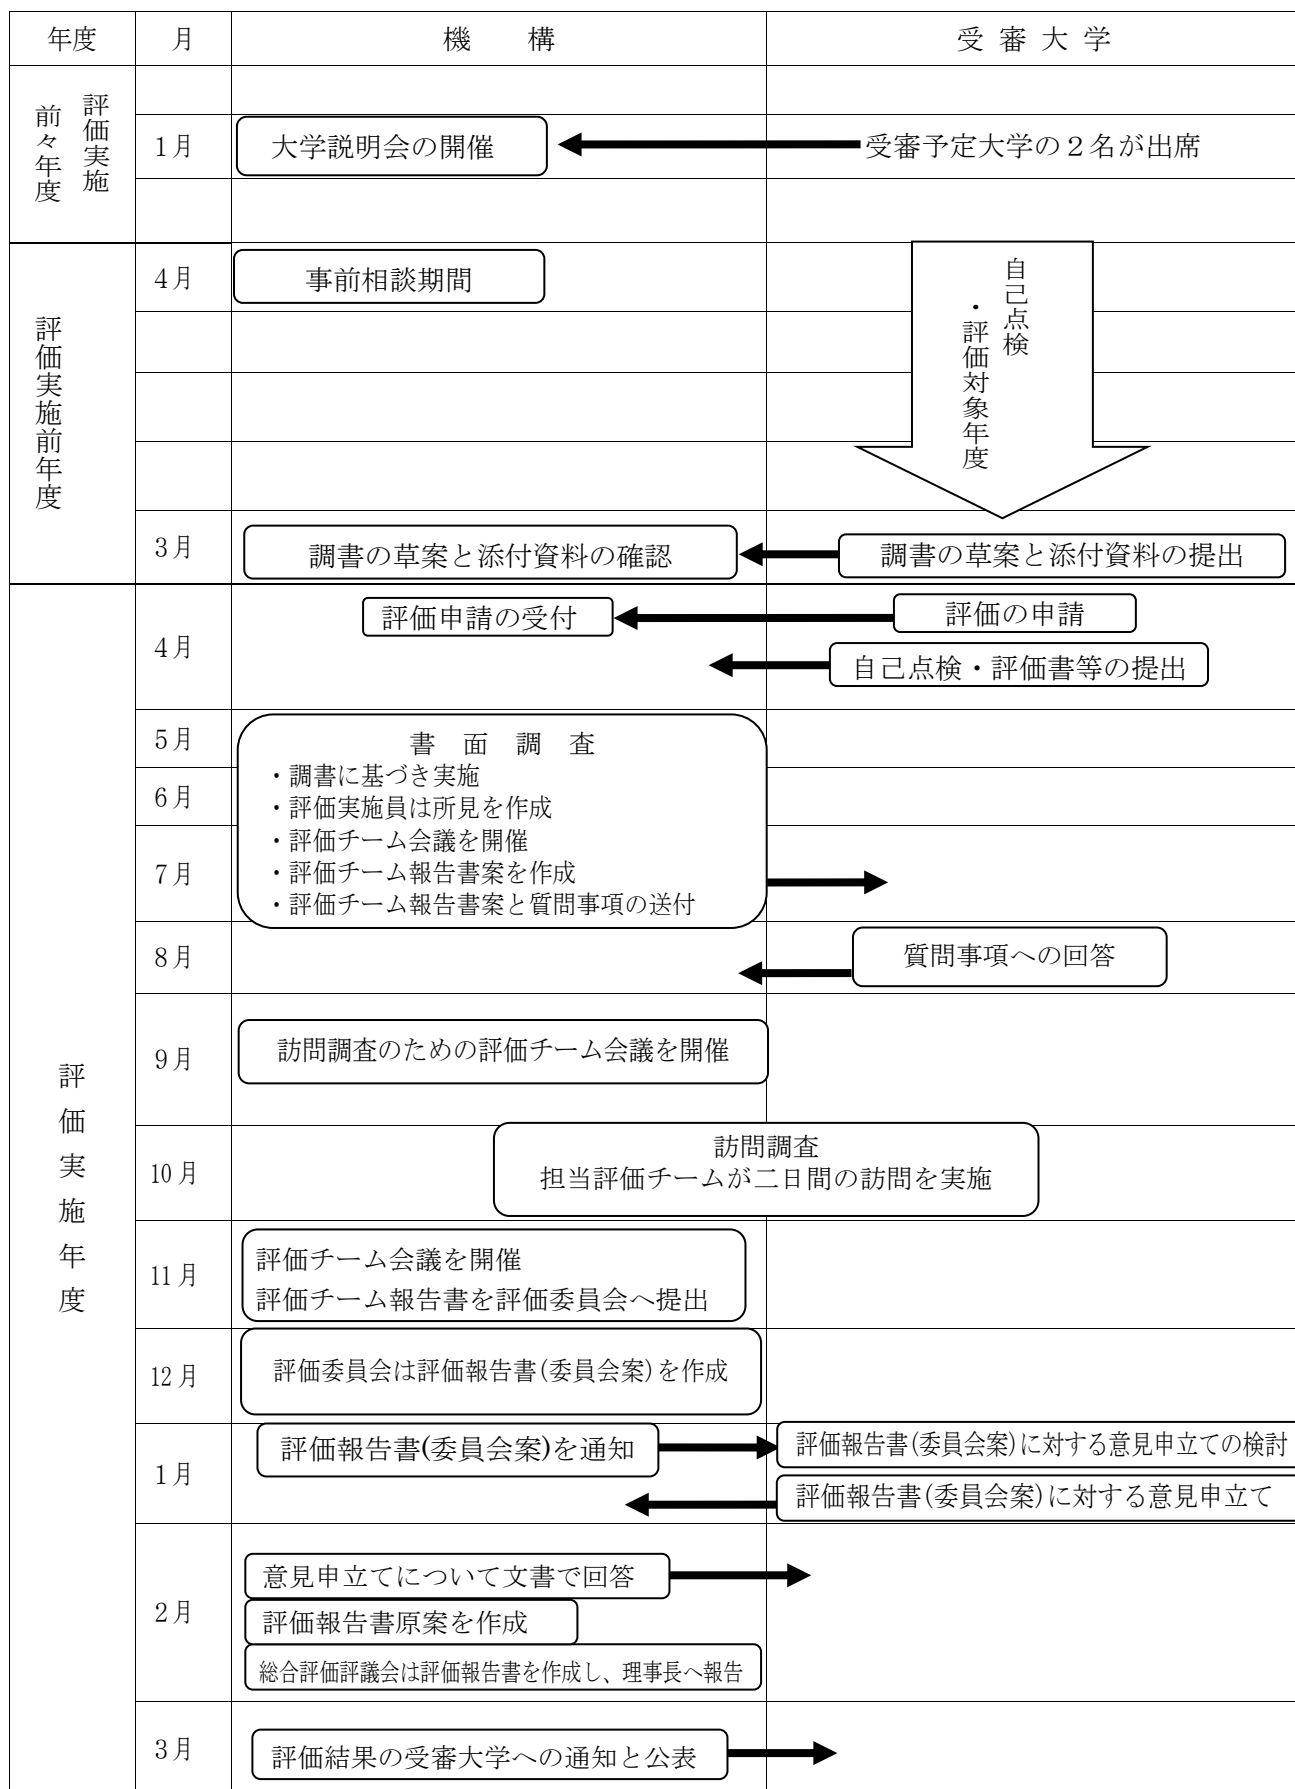 年度 月 機 構 受 審 大 学
評価実施
前々年度
1月 大学説明会の開催 受審予定大学の2名が出席
評価実施前年度
4月 事前相談期間
自己点検
・評価対象年度
3月 調書の草案と添付資料の確認 調書の草案と添付資料の提出
評価実施年度
4月 評価申請の受付 評価の申請
自己点検・評価書等の提出
5月 書 面 調 査
・調書に基づき実施
6月 ・評価実施員は所見を作成
・評価チーム会議を開催
7月 ・評価チーム報告書案を作成
・評価チーム報告書案と質問事項の送付
8月 質問事項への回答
9月 訪問調査のための評価チーム会議を開催
訪問調査
10月 担当評価チームが二日間の訪問を実施
評価チーム会議を開催
11月
評価チーム報告書を評価委員会へ提出
12月 評価委員会は評価報告書(委員会案)を作成
評価報告書(委員会案)を通知 評価報告書(委員会案)に対する意見申立ての検討
1月
評価報告書(委員会案)に対する意見申立て
意見申立てについて文書で回答
2月 評価報告書原案を作成
総合評価評議会は評価報告書を作成し、理事長へ報告
3月 評価結果の受審大学への通知と公表